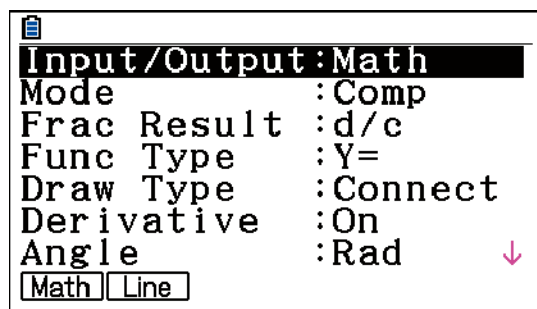 Input/Output:Math
Mode :Comp
Frac Result :d/c
Func Type :Y=
Draw Type :Connect
Derivative :On
Angle :Rad ↓
Math Line